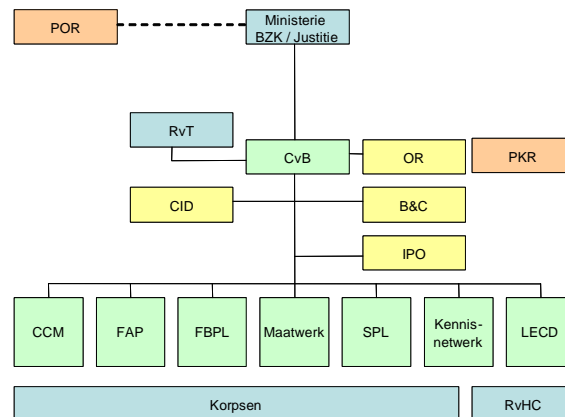 POR
Ministerie
BZK / Justitie
RvT
CvB
OR
PKR
CID
B&C
IPO
CCM
FAP
FBPL
Maatwerk
SPL
Kennis-
netwerk
LECD
Korpsen
RvHC